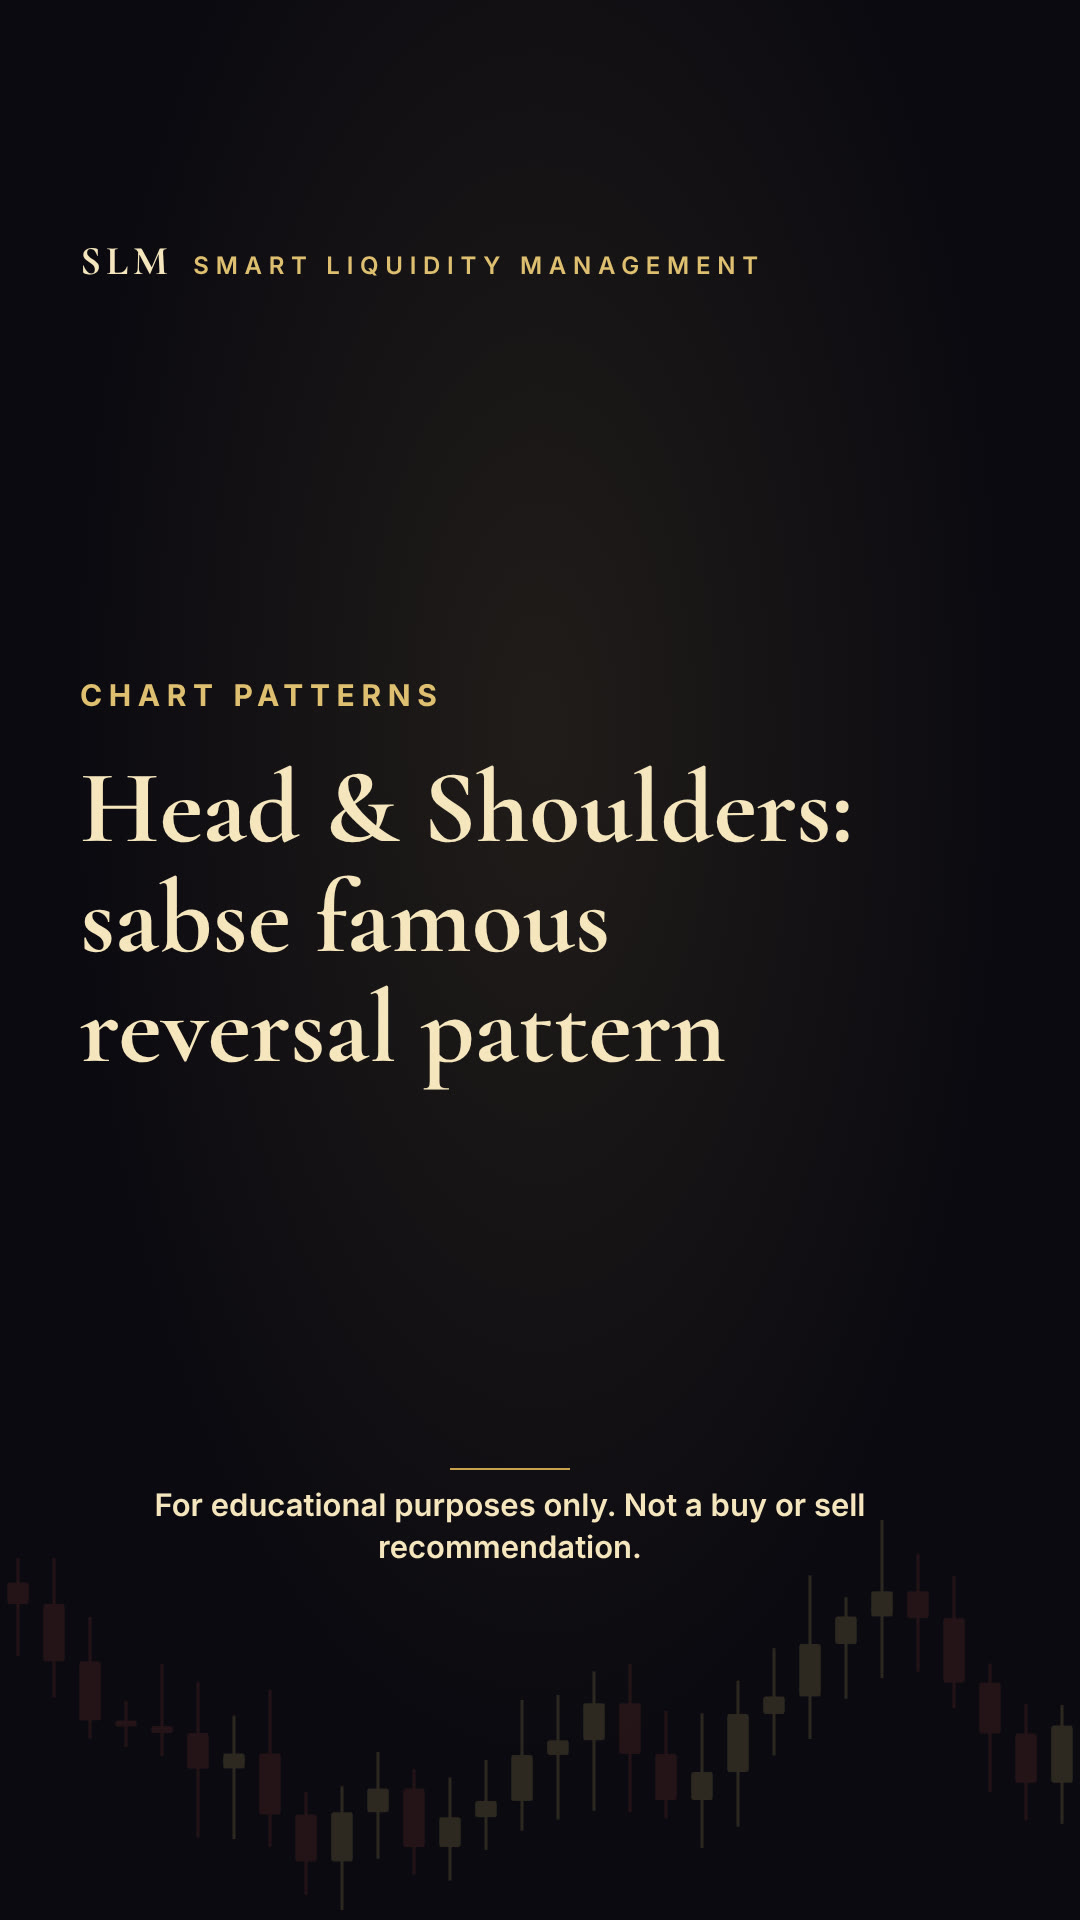 SLM SMART LIQUIDITY MANAGEMENT
CHART PATTERNS
Head & Shoulders:
sabse famous
reversal pattern
For educational purposes only. Not a buy or sell
recommendation.